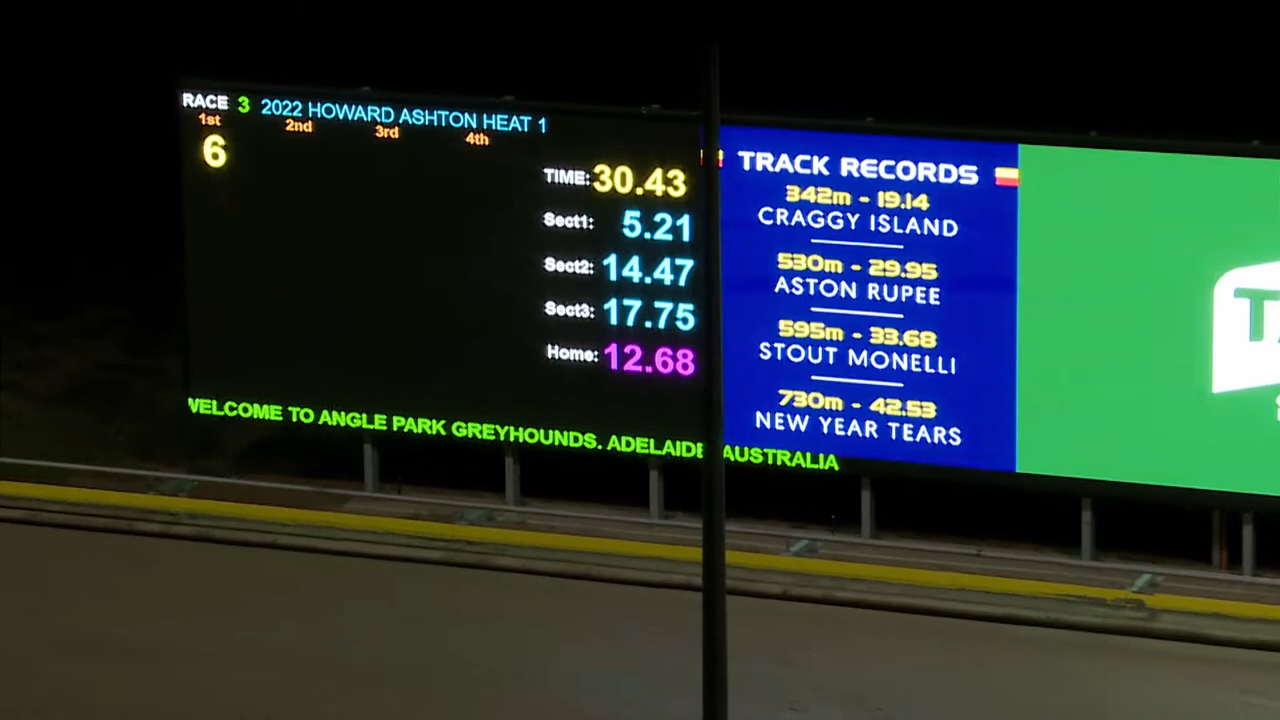 RACE 3 2022 HOWARD ASHTON HEAT 1
1st 2nd 3rd 4th
6
TIME: 30.43
Sect1: 5.21
Sect2: 14.47
Sect3: 17.75
Home: 12.68
WELCOME TO ANGLE PARK GREYHOUNDS. ADELAIDE AUSTRALIA
TRACK RECORDS
342m - 19.14
CRAGGY ISLAND
530m - 29.95
ASTON RUPEE
595m - 33.68
STOUT MONELLI
730m - 42.53
NEW YEAR TEARS